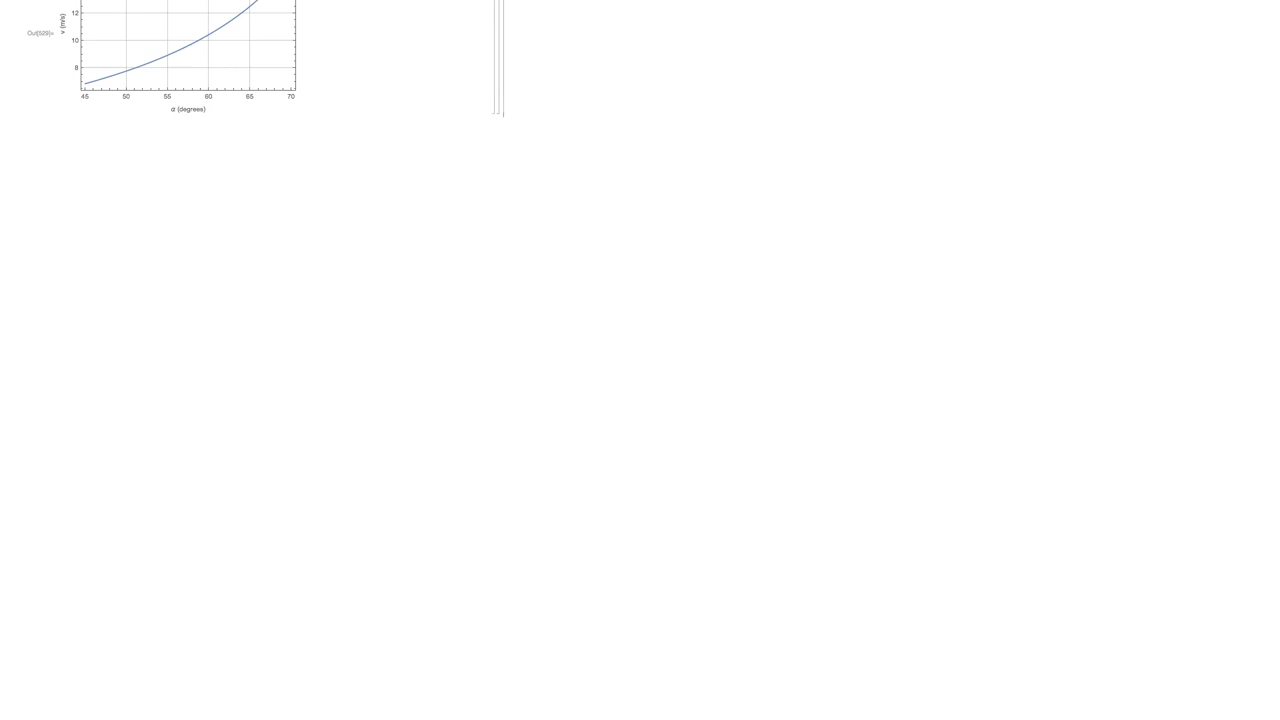 12
10
8
v (m/s)
Out[529]=
45 50 55 60 65 70
α (degrees)